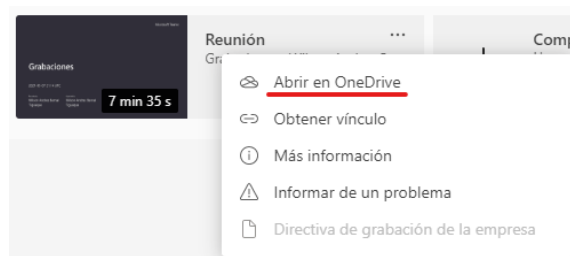 Grabaciones
7 min 35 s
Reunión
...
Abrir en OneDrive
Obtener vínculo
Más información
Informar de un problema
Directiva de grabación de la empresa